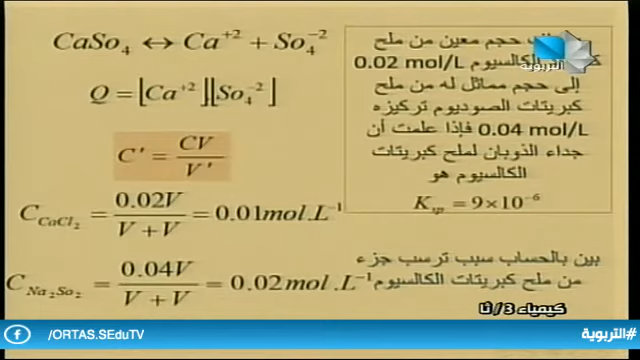 CaSo₄ ↔ Ca⁺² + So₄⁻²
Q = [Ca⁺²].[So₄⁻²]
C' = CV / V'
C CaCl₂ = 0.02V / V + V = 0.01mol.L⁻¹
C Na₂So₂ = 0.04V / V + V = 0.02mol.L⁻¹
حجم معين من ملح
الكالسيوم 0.02 mol/L
إلى حجم مماثل له من ملح
كبريتات الصوديوم تركيزه
0.04 mol/L فإذا علمت أن
جداء الذوبان لملح كبريتات
الكالسيوم هو
Ksp = 9×10⁻⁶
بين بالحساب سبب ترسب جزء
من ملح كبريتات الكالسيوم
التربوية
كيمياء /3/ ثا
/ORTAS.SEduTV
#التربوية